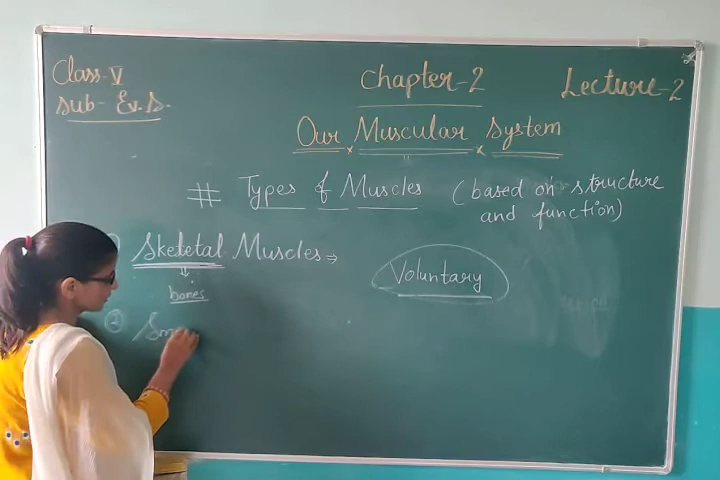 Class-V
Sub- Ev.S.
Chapter-2
Lecture-2
Our Muscular System
# Types of Muscles (based on structure
and function)
Sketetal Muscles ⇒ Voluntary
bones
②